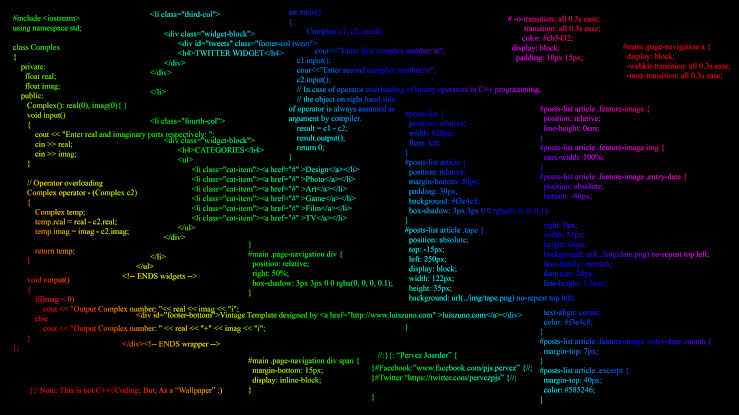 #include <iostream>
using namespace std;
class Complex
{
private:
float real;
float imag;
public:
Complex(): real(0), imag(0){ }
void input()
{
cout << "Enter real and imaginary parts respectively: ";
cin >> real;
cin >> imag;
}
// Operator overloading
Complex operator - (Complex c2)
{
Complex temp;
temp.real = real - c2.real;
temp.imag = imag - c2.imag;
return temp;
}
void output()
{
if(imag < 0)
cout << "Output Complex number: "<< real << imag << "i";
else
cout << "Output Complex number: " << real << "+" << imag << "i";
}
};
{:/ Note; This is not C++//Coding; But; As a “Wallpaper” ;)
<li class="third-col">
<div class="widget-block">
<div id="tweets" class="footer-col tweet">
<h4>TWITTER WIDGET</h4>
</div>
</div>
</li>
<li class="fourth-col">
<div class="widget-block">
<h4>CATEGORIES</h4>
<ul>
<li class="cat-item"><a href="#" >Design</a></li>
<li class="cat-item"><a href="#" >Photo</a></li>
<li class="cat-item"><a href="#" >Art</a></li>
<li class="cat-item"><a href="#" >Game</a></li>
<li class="cat-item"><a href="#" >Film</a></li>
<li class="cat-item"><a href="#" >TV</a></li>
</ul>
</div>
</li>
</ul>
<!-- ENDS widgets -->
<div id="footer-bottom">Vintage Template designed by <a href="http://www.luiszuno.com" >luiszuno.com</a></div>
</div><!-- ENDS wrapper -->
int main()
{
Complex c1, c2, result;
cout<<"Enter first complex number:\n";
c1.input();
cout<<"Enter second complex number:\n";
c2.input();
// In case of operator overloading of binary operators in C++ programming,
// the object on right hand side
of operator is always assumed as
argument by compiler.
result = c1 - c2;
result.output();
return 0;
}
#main .page-navigation div {
position: relative;
right: 50%;
box-shadow: 3px 3px 0 0 rgba(0, 0, 0, 0.1);
}
#main .page-navigation div span {
margin-bottom: 15px;
display: inline-block;
}
//:}{: “Pervez Joarder” {
}#Facebook:"www.facebook.com/pjs.pervez" {//;
}#Twitter "https://twitter.com/pervezpjs" {//;
#posts-list {
position: relative;
width: 620px;
float: left;
}
#posts-list article {
position: relative;
margin-bottom: 50px;
padding: 30px;
background: #f3e4c8;
box-shadow: 3px 3px 0 0 rgba(0, 0, 0, 0.1);
}
#posts-list article .tape {
position: absolute;
top: -15px;
left: 250px;
display: block;
width: 122px;
height: 35px;
background: url(../img/tape.png) no-repeat top left;
}
# -o-transition: all 0.3s ease;
transition: all 0.3s ease;
color: #cb5432;
display: block;
padding: 10px 15px;
}
#main .page-navigation a {
display: block;
-webkit-transition: all 0.3s ease;
-moz-transition: all 0.3s ease;
#posts-list article .feature-image {
position: relative;
line-height: 0em;
}
#posts-list article .feature-image img {
max-width: 100%;
}
#posts-list article .feature-image .entry-date {
position: absolute;
bottom: -66px;
right: 0px;
width: 51px;
height: 66px;
background: url(../img/date.png) no-repeat top left;
font-size: 20px;
text-align: center;
color: #f3e4c8;
}
#posts-list article .feature-image .entry-date .month {
margin-top: 7px;
}
#posts-list article .excerpt {
margin-top: 40px;
color: #585246;
}